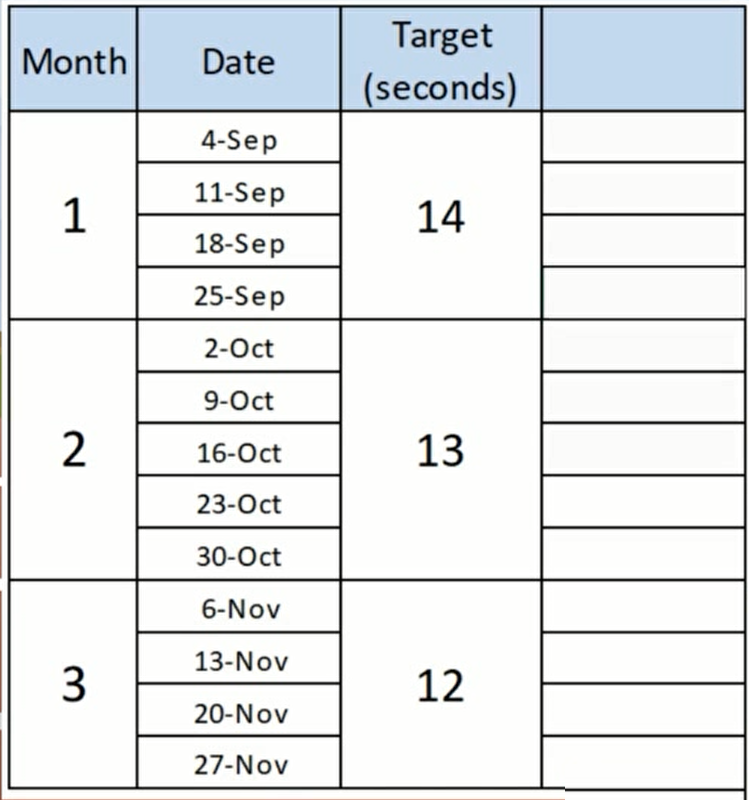 Month Date Target
(seconds)
1 4-Sep 14
11-Sep
18-Sep
25-Sep
2 2-Oct 13
9-Oct
16-Oct
23-Oct
30-Oct
3 6-Nov 12
13-Nov
20-Nov
27-Nov